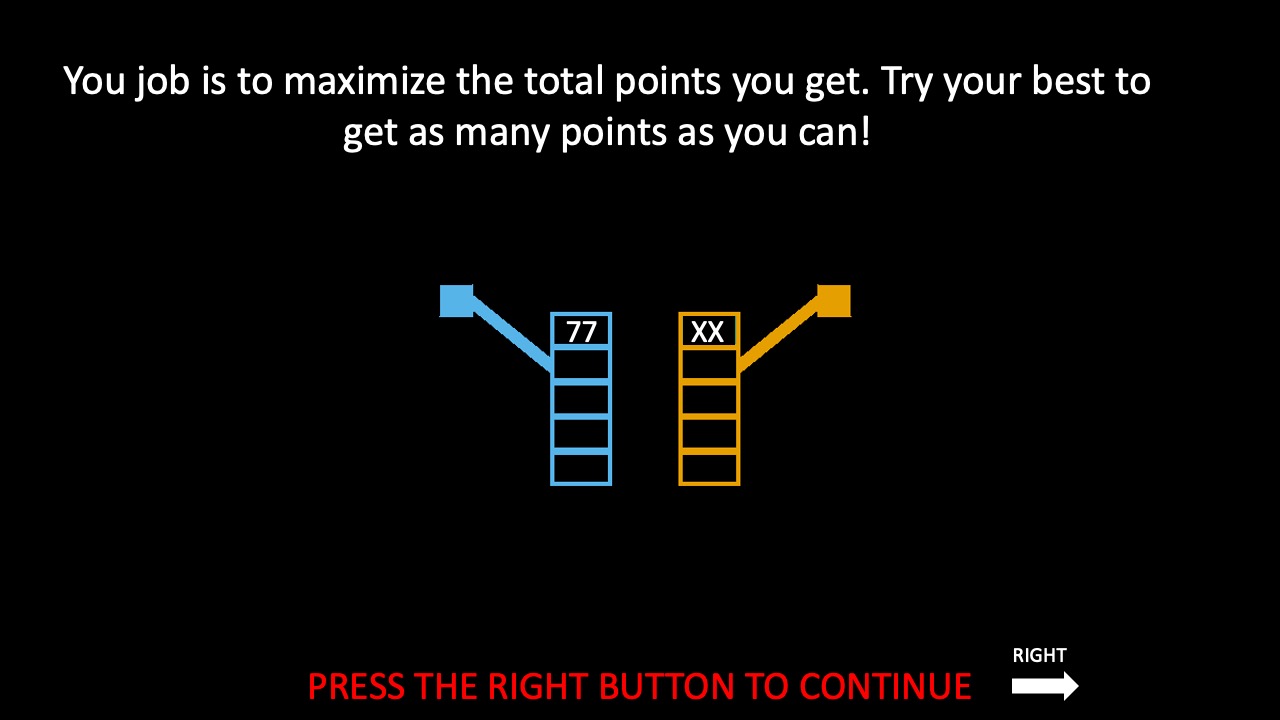 You job is to maximize the total points you get. Try your best to
get as many points as you can!
77 XX
RIGHT
PRESS THE RIGHT BUTTON TO CONTINUE